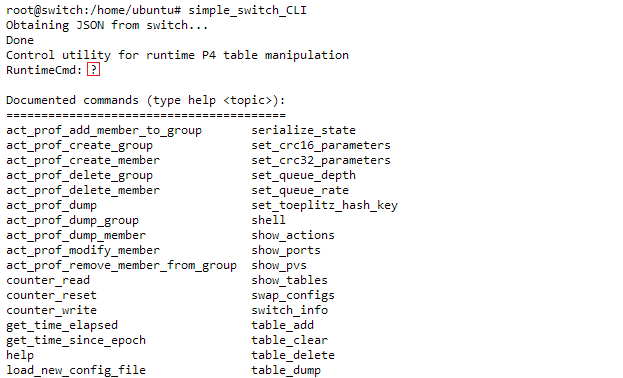 root@switch:/home/ubuntu# simple_switch_CLI
Obtaining JSON from switch...
Done
Control utility for runtime P4 table manipulation
RuntimeCmd: ?
Documented commands (type help <topic>):
========================================
act_prof_add_member_to_group       serialize_state
act_prof_create_group              set_crc16_parameters
act_prof_create_member             set_crc32_parameters
act_prof_delete_group              set_queue_depth
act_prof_delete_member             set_queue_rate
act_prof_dump                      set_toeplitz_hash_key
act_prof_dump_group                shell
act_prof_dump_member               show_actions
act_prof_modify_member             show_ports
act_prof_remove_member_from_group  show_pvs
counter_read                       show_tables
counter_reset                      swap_configs
counter_write                      switch_info
get_time_elapsed                   table_add
get_time_since_epoch               table_clear
help                               table_delete
load_new_config_file               table_dump